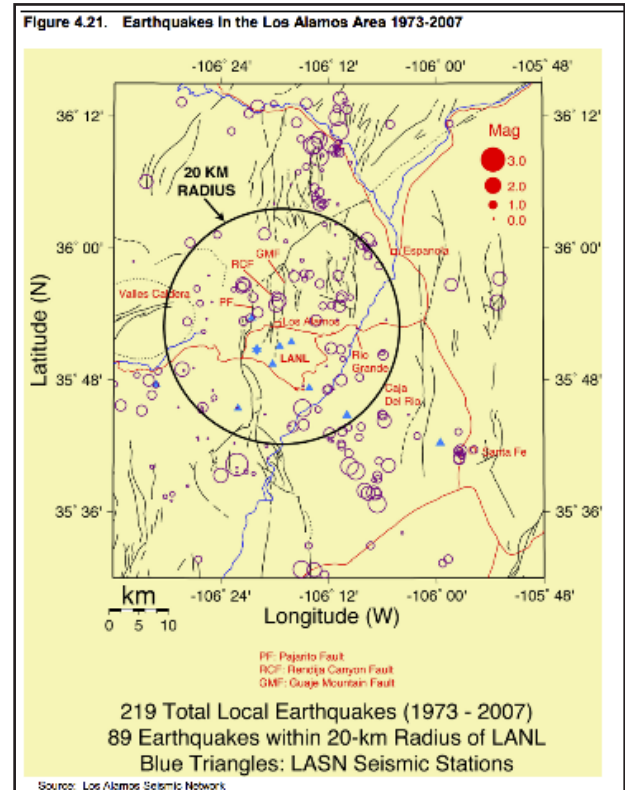 Figure 4.21. Earthquakes in the Los Alamos Area 1973-2007
-106° 24' -106° 12' -106° 00' -105° 48'
36° 12' 36° 12'
Mag
3.0
2.0
1.0
0.0
20 KM
RADIUS
36° 00' 36° 00'
Espanola
GMF
RCF
Valles Caldera
PF
Los Alamos
LANL
Rio
Grande
Latitude (N)
35° 48' 35° 48'
Caja
Del Rio
Santa Fe
35° 36' 35° 36'
-106° 24' -106° 12' -106° 00' -105° 48'
km
0 5 10
Longitude (W)
PF: Pajarito Fault
RCF: Rendija Canyon Fault
GMF: Guaje Mountain Fault
219 Total Local Earthquakes (1973 - 2007)
89 Earthquakes within 20-km Radius of LANL
Blue Triangles: LASN Seismic Stations
Source: Los Alamos Seismic Network